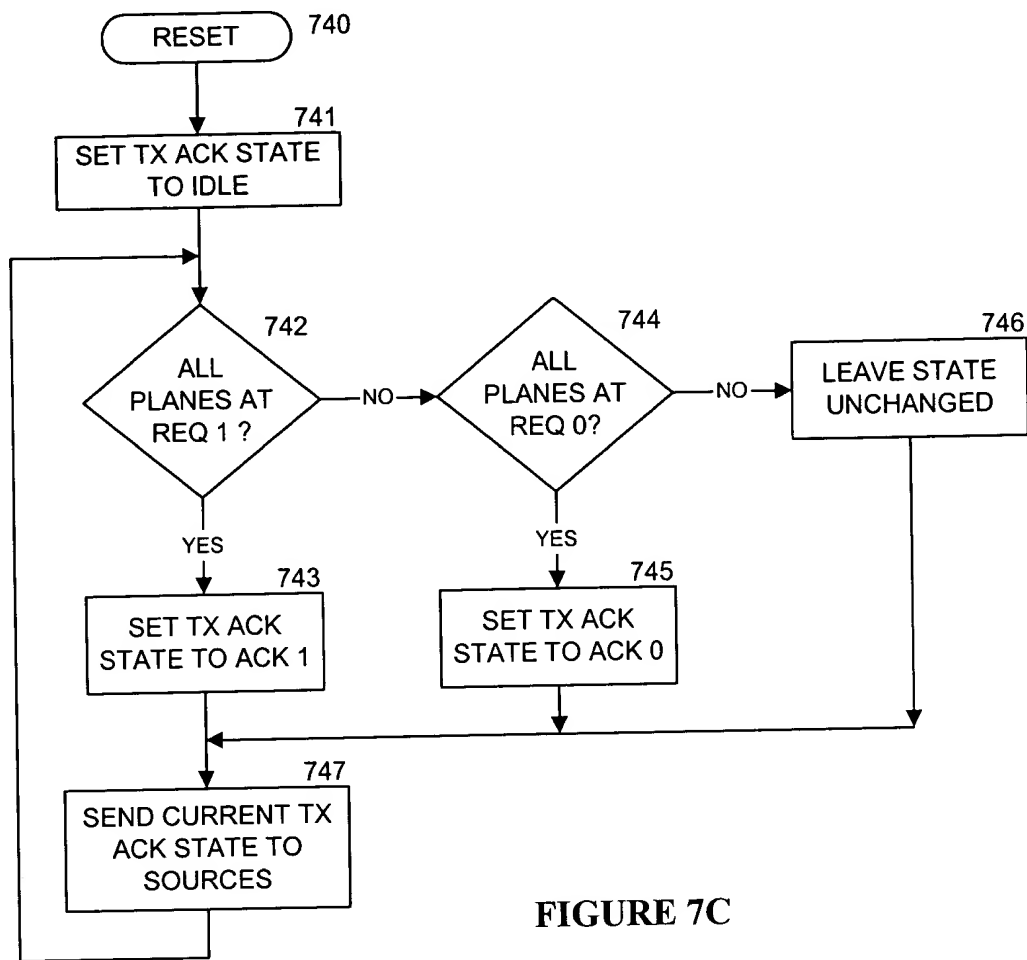 RESET
740
741
SET TX ACK STATE
TO IDLE
742
ALL
PLANES AT
REQ 1 ?
NO
744
ALL
PLANES AT
REQ 0?
NO
746
LEAVE STATE
UNCHANGED
YES
743
SET TX ACK
STATE TO ACK 1
YES
745
SET TX ACK
STATE TO ACK 0
747
SEND CURRENT TX
ACK STATE TO
SOURCES
FIGURE 7C